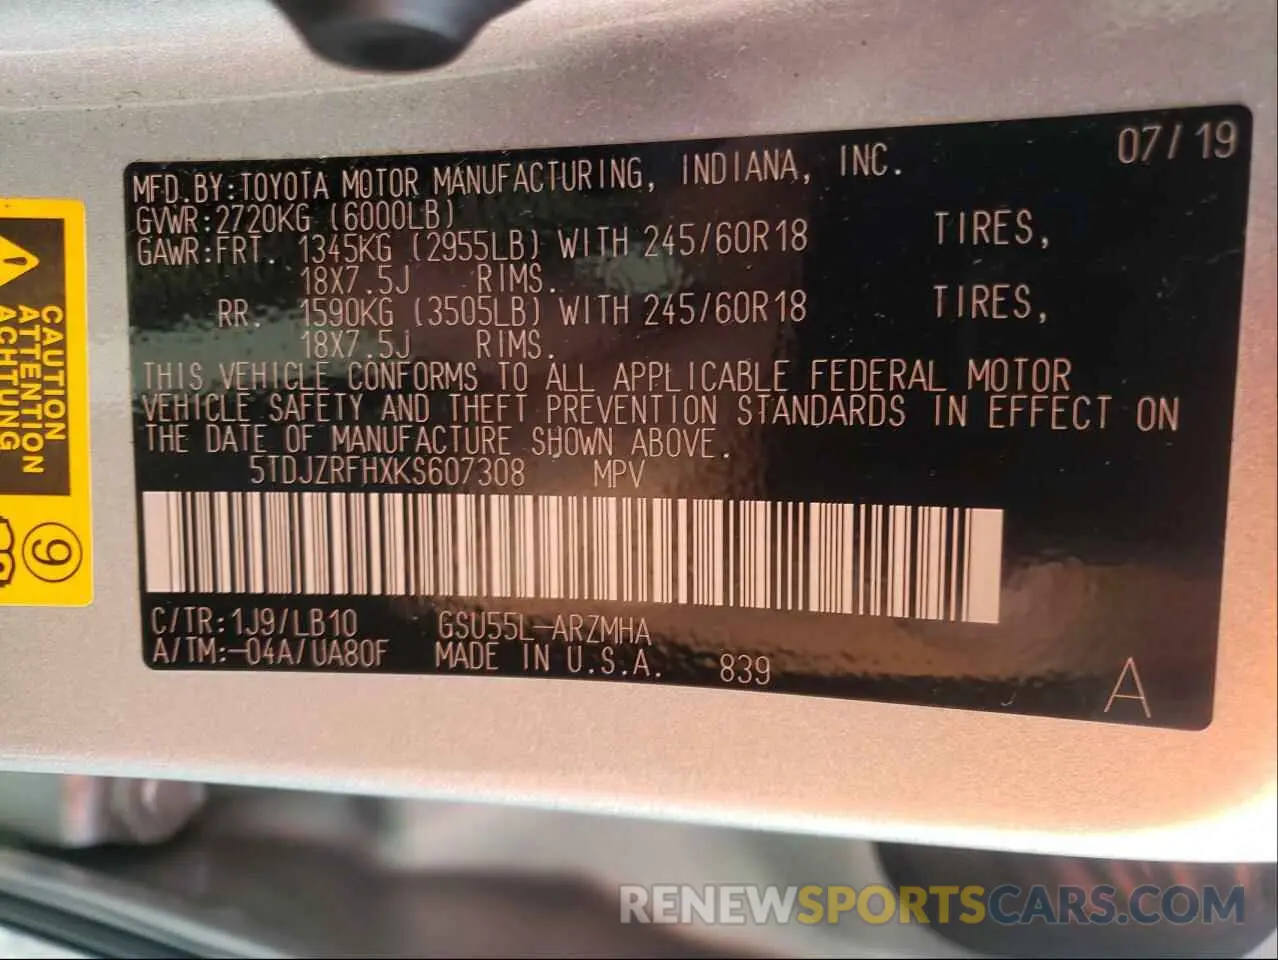 07/19
MFD.BY:TOYOTA MOTOR MANUFACTURING, INDIANA, INC.
GVWR:2720KG (6000LB)
GAWR:FRT. 1345KG (2955LB) WITH 245/60R18 TIRES,
18X7.5J RIMS.
RR. 1590KG (3505LB) WITH 245/60R18 TIRES,
18X7.5J RIMS.
THIS VEHICLE CONFORMS TO ALL APPLICABLE FEDERAL MOTOR
VEHICLE SAFETY AND THEFT PREVENTION STANDARDS IN EFFECT ON
THE DATE OF MANUFACTURE SHOWN ABOVE.
5TDJZRFHXKS607308 MPV
C/TR:1J9/LB10 GSU55L-ARZMHA
A/TM:-04A/UA80F MADE IN U.S.A. 839
A
CAUTION
ATTENTION
ACHTUNG
9
RENEWSPORTSCARS.COM